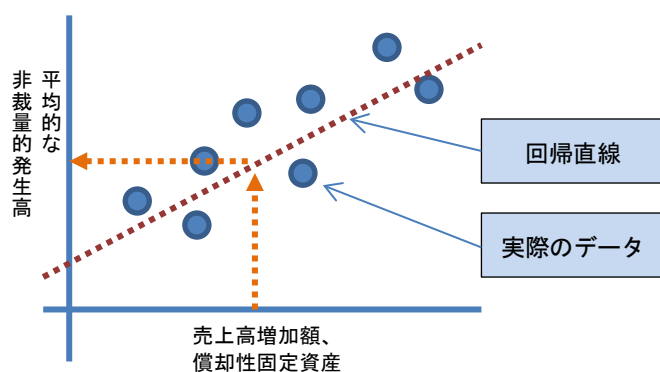 平均的な
非裁量的発生高
回帰直線
実際のデータ
売上高増加額、
償却性固定資産